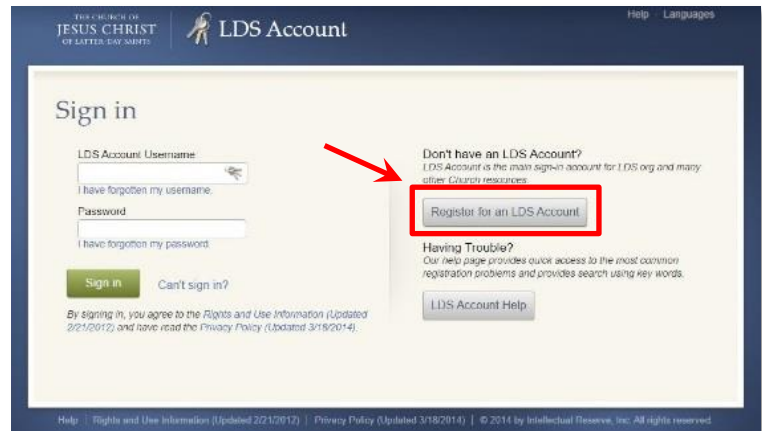 THE CHURCH OF
JESUS CHRIST
OF LATTER-DAY SAINTS
LDS Account
Help
Languages
Sign in
LDS Account Username
I have forgotten my username.
Password
I have forgotten my password
Sign in
Can't sign in?
By signing in, you agree to the Rights and Use Information (Updated
2/21/2012) and have read the Privacy Policy (Updated 3/18/2014).
Don't have an LDS Account?
LDS Account is the main sign-in account for LDS org and many
other Church resources
Register for an LDS Account
Having Trouble?
Our help page provides quick access to the most common
registration problems and provides search using key words.
LDS Account Help
Help | Rights and Use Information (Updated 2/21/2012) | Privacy Policy (Updated 3/18/2014) | © 2014 by Intellectual Reserve, Inc. All rights reserved